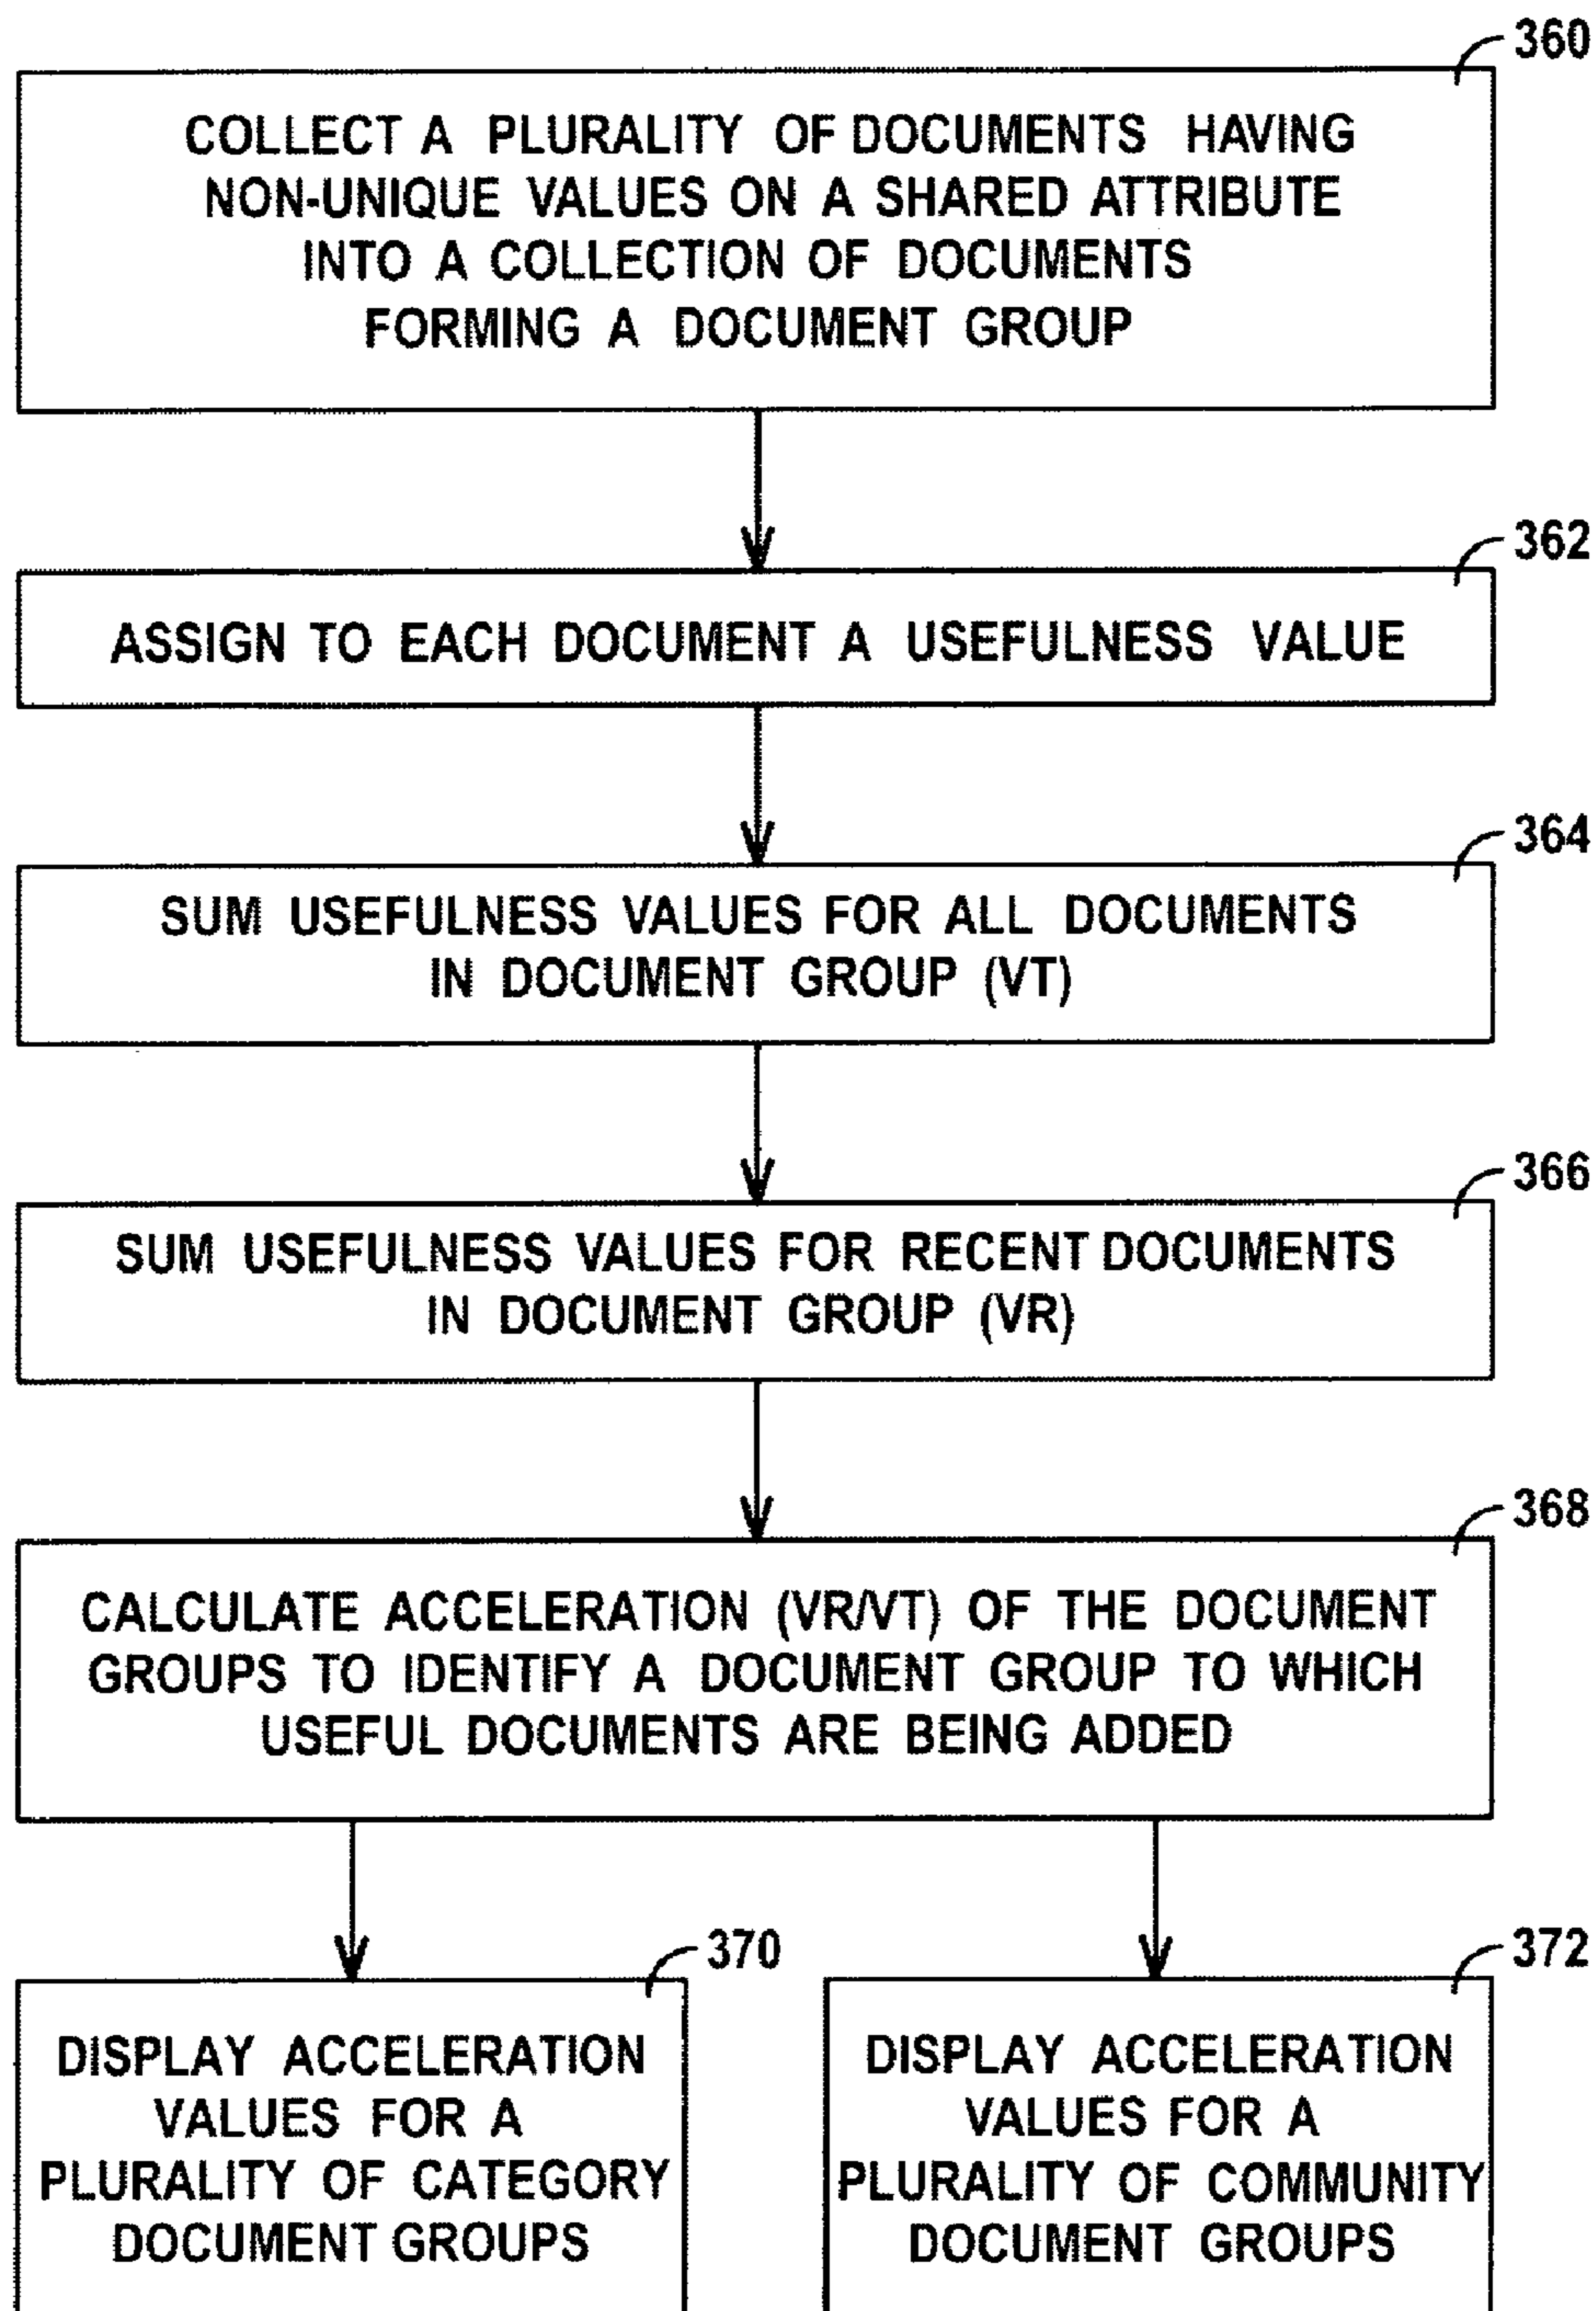 360
COLLECT A PLURALITY OF DOCUMENTS HAVING
NON-UNIQUE VALUES ON A SHARED ATTRIBUTE
INTO A COLLECTION OF DOCUMENTS
FORMING A DOCUMENT GROUP
362
ASSIGN TO EACH DOCUMENT A USEFULNESS VALUE
364
SUM USEFULNESS VALUES FOR ALL DOCUMENTS
IN DOCUMENT GROUP (VT)
366
SUM USEFULNESS VALUES FOR RECENT DOCUMENTS
IN DOCUMENT GROUP (VR)
368
CALCULATE ACCELERATION (VR/VT) OF THE DOCUMENT
GROUPS TO IDENTIFY A DOCUMENT GROUP TO WHICH
USEFUL DOCUMENTS ARE BEING ADDED
370
DISPLAY ACCELERATION
VALUES FOR A
PLURALITY OF CATEGORY
DOCUMENT GROUPS
372
DISPLAY ACCELERATION
VALUES FOR A
PLURALITY OF COMMUNITY
DOCUMENT GROUPS